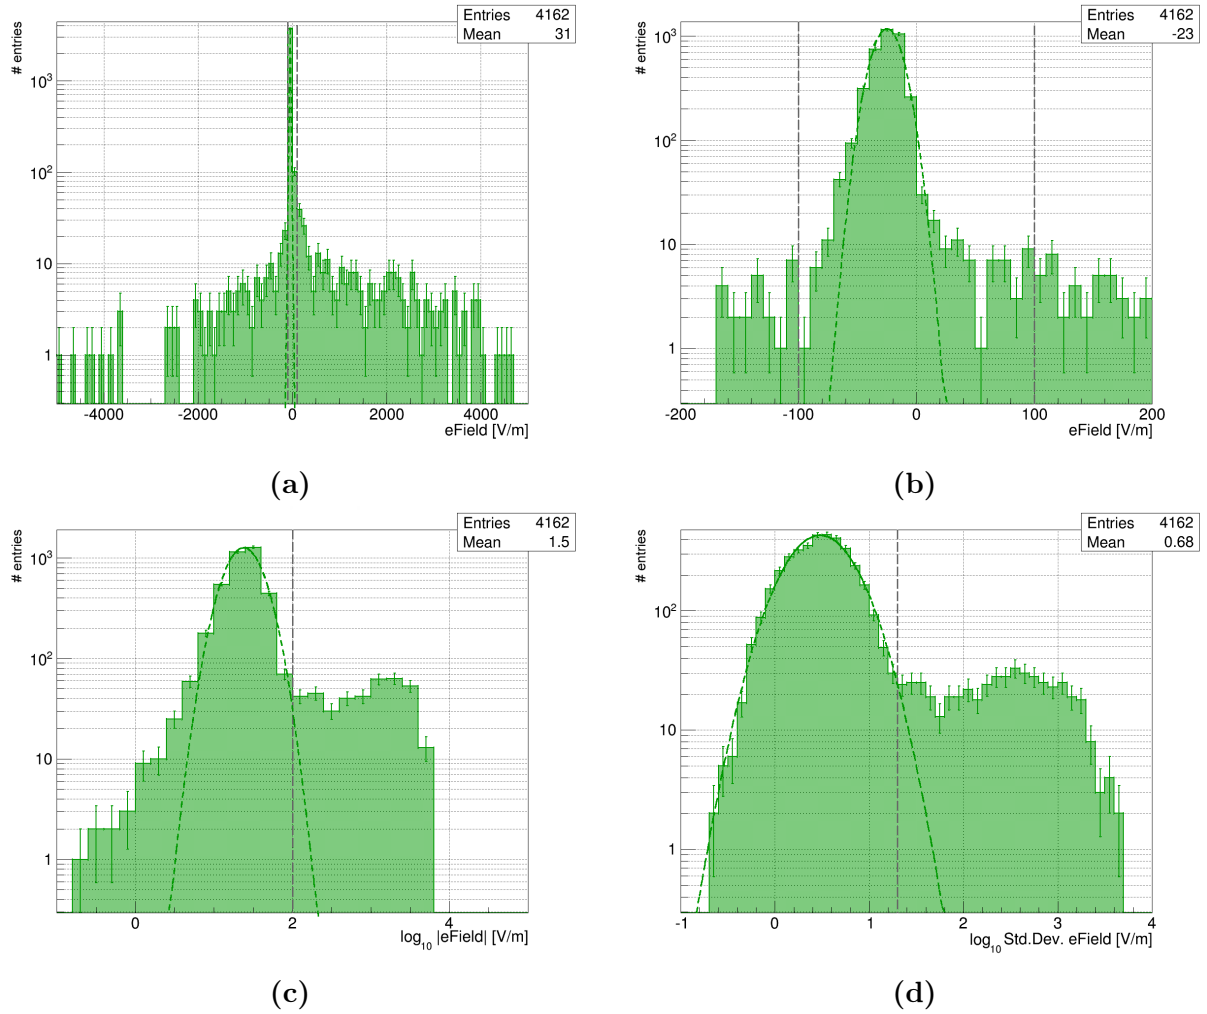 Entries 4162
Mean 31
# entries
10³
10²
10
1
-4000 -2000 0 2000 4000
eField [V/m]
(a)
Entries 4162
Mean -23
# entries
10³
10²
10
1
-200 -100 0 100 200
eField [V/m]
(b)
Entries 4162
Mean 1.5
# entries
10³
10²
10
1
0 2 4
log₁₀ |eField| [V/m]
(c)
Entries 4162
Mean 0.68
# entries
10²
10
1
-1 0 1 2 3 4
log₁₀ Std.Dev. eField [V/m]
(d)